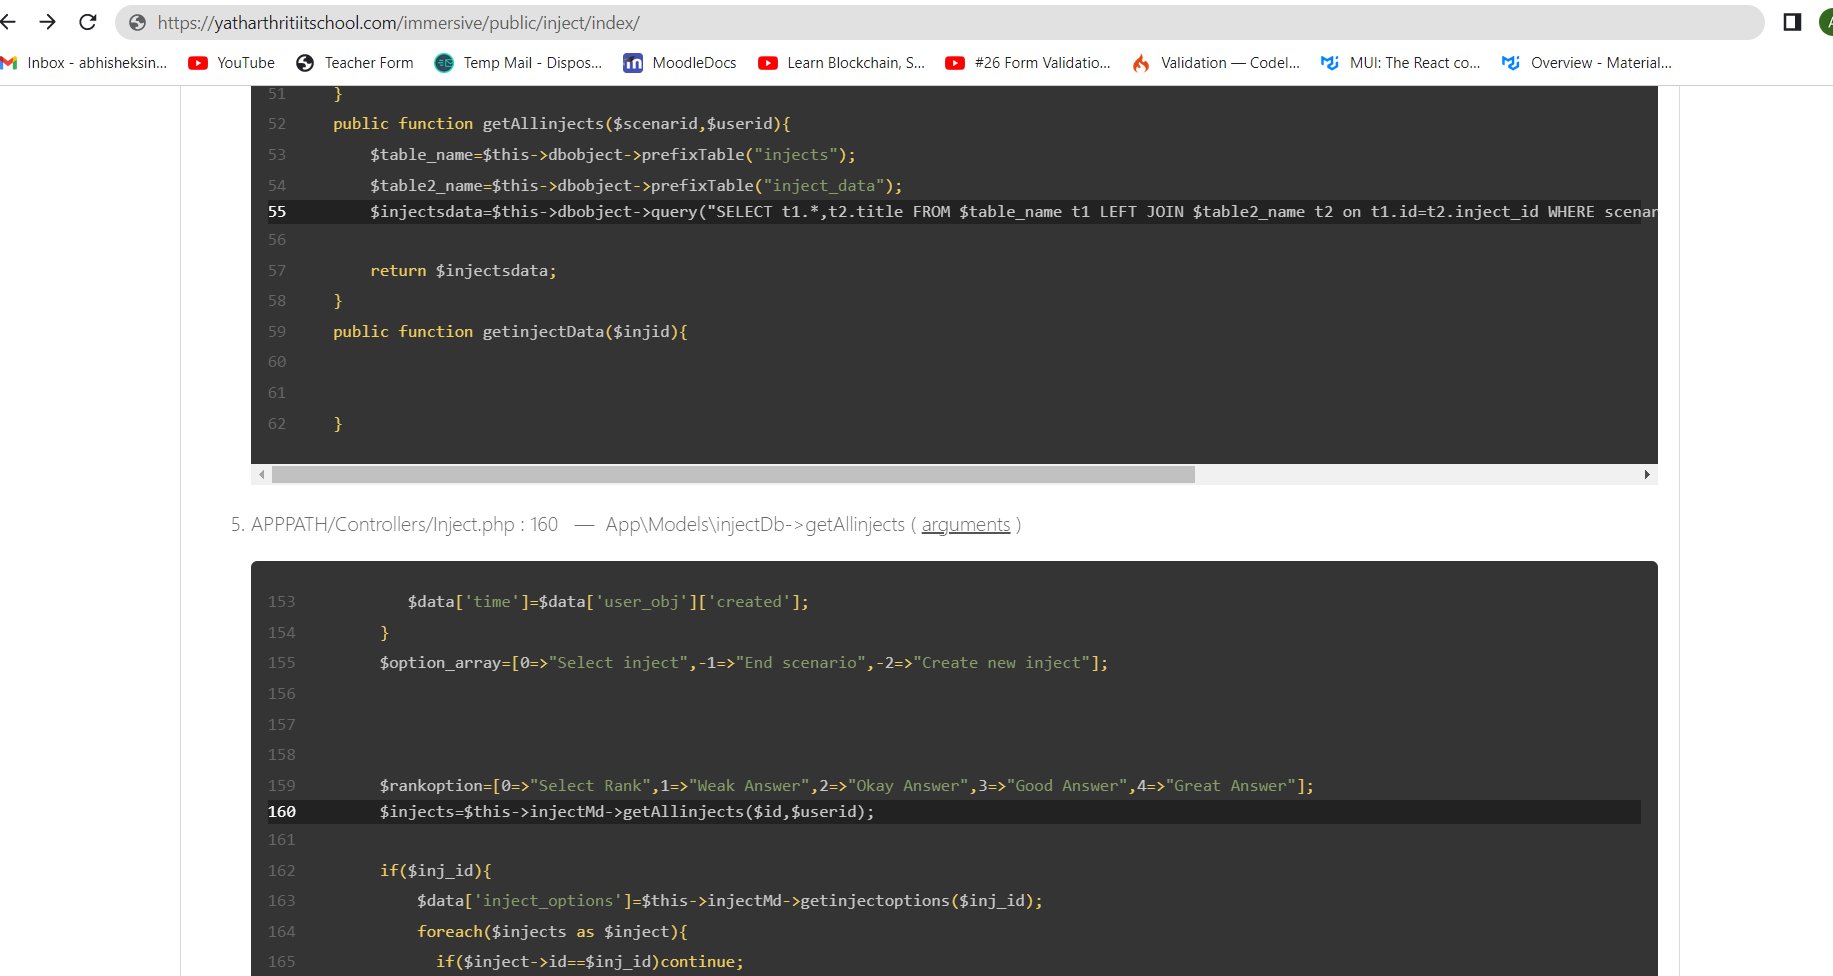 https://yatharthritiitschool.com/immersive/public/inject/index/
Inbox - abhisheksin... YouTube Teacher Form Temp Mail - Dispos... MoodleDocs Learn Blockchain, S... #26 Form Validatio... Validation — CodeI... MUI: The React co... Overview - Material...
51 }
52 public function getAllinjects($scenarid,$userid){
53 $table_name=$this->dbobject->prefixTable("injects");
54 $table2_name=$this->dbobject->prefixTable("inject_data");
55 $injectsdata=$this->dbobject->query("SELECT t1.*,t2.title FROM $table_name t1 LEFT JOIN $table2_name t2 on t1.id=t2.inject_id WHERE scenar
56
57 return $injectsdata;
58 }
59 public function getinjectData($injid){
60
61
62 }
5. APPPATH/Controllers/Inject.php : 160 — App\Models\injectDb->getAllinjects ( arguments )
153 $data['time']=$data['user_obj']['created'];
154 }
155 $option_array=[0=>"Select inject",-1=>"End scenario",-2=>"Create new inject"];
156
157
158
159 $rankoption=[0=>"Select Rank",1=>"Weak Answer",2=>"Okay Answer",3=>"Good Answer",4=>"Great Answer"];
160 $injects=$this->injectMd->getAllinjects($id,$userid);
161
162 if($inj_id){
163 $data['inject_options']=$this->injectMd->getinjectoptions($inj_id);
164 foreach($injects as $inject){
165 if($inject->id==$inj_id)continue;